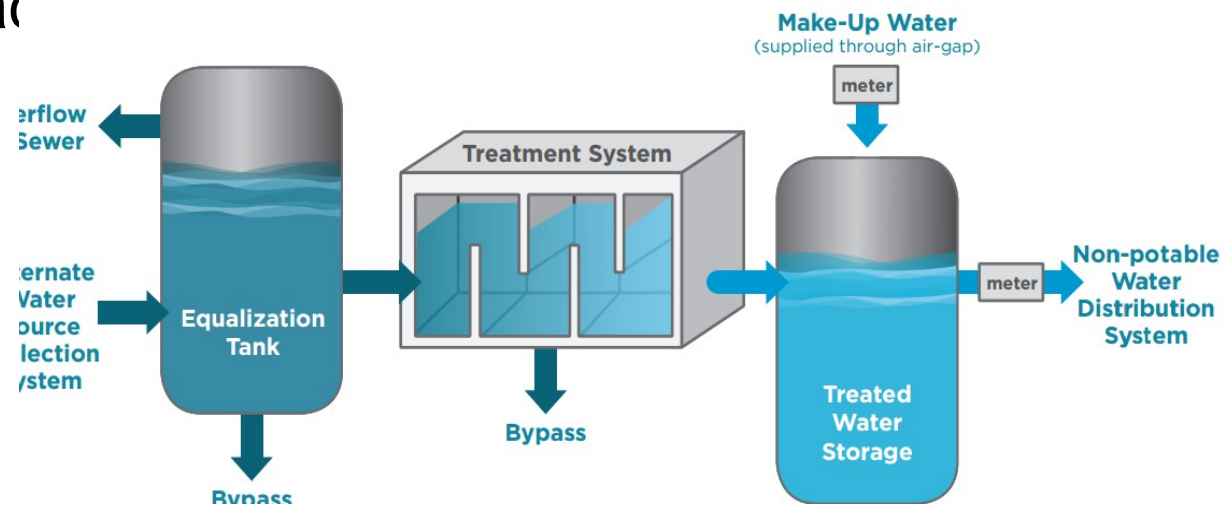 Make-Up Water
(supplied through air-gap)
meter
erflow
Sewer
Treatment System
ernate
Water
ource
llection
ystem
Equalization
Tank
meter
Non-potable
Water
Distribution
System
Treated
Water
Storage
Bypass
Bypass